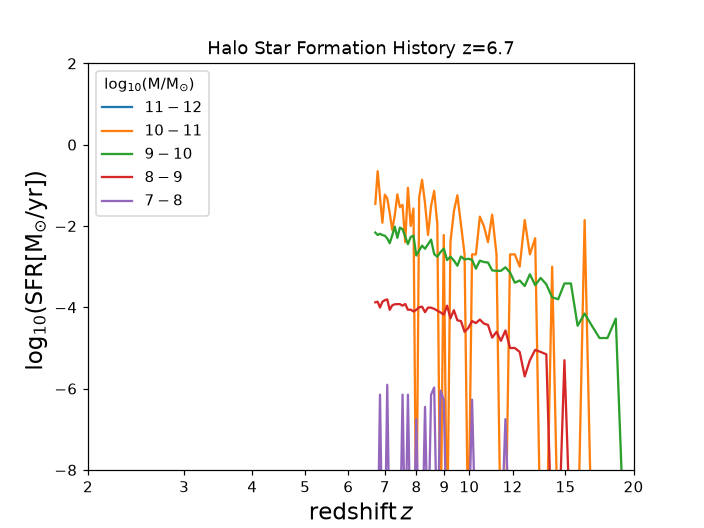 Halo Star Formation History z=6.7
log₁₀(M/M⊙)
11 − 12
10 − 11
9 − 10
8 − 9
7 − 8
2
0
−2
−4
−6
−8
log₁₀(SFR[M⊙/yr])
2 3 4 5 6 7 8 9 10 12 15 20
redshift z